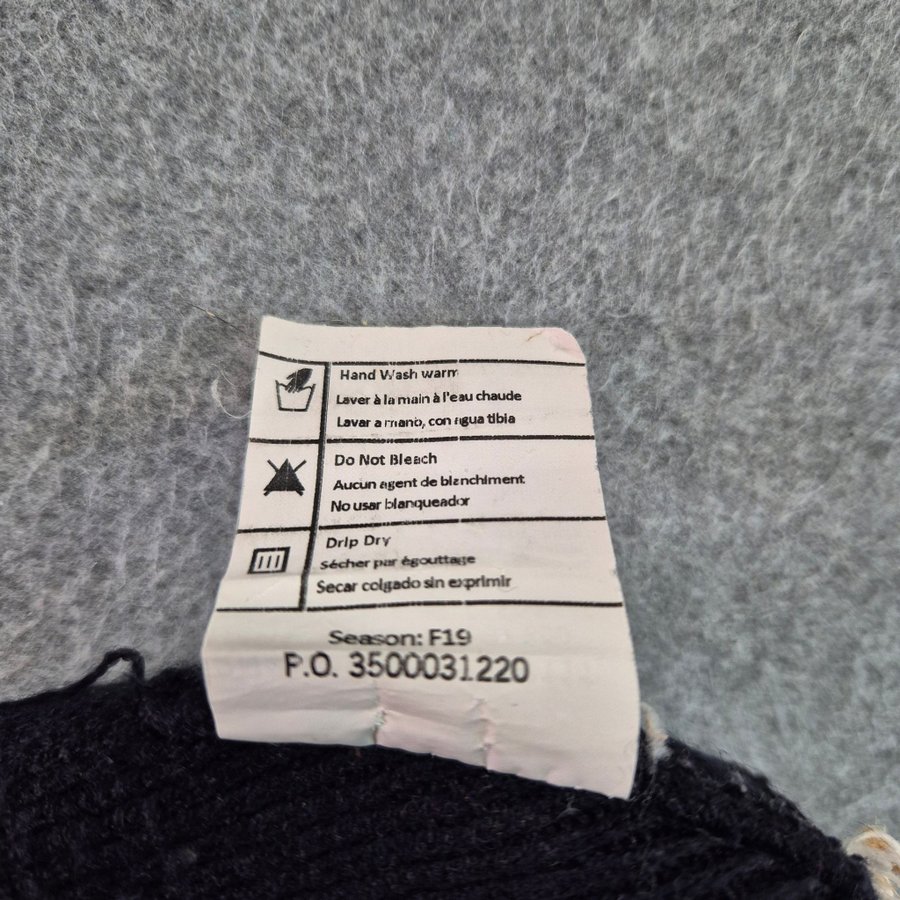 Hand Wash warm
Laver à la main à l'eau chaude
Lavar a mano, con agua tibia
Do Not Bleach
Aucun agent de blanchiment
No usar blanqueador
Drip Dry
sécher par égouttage
Secar colgado sin exprimir
Season: F19
P.O. 3500031220